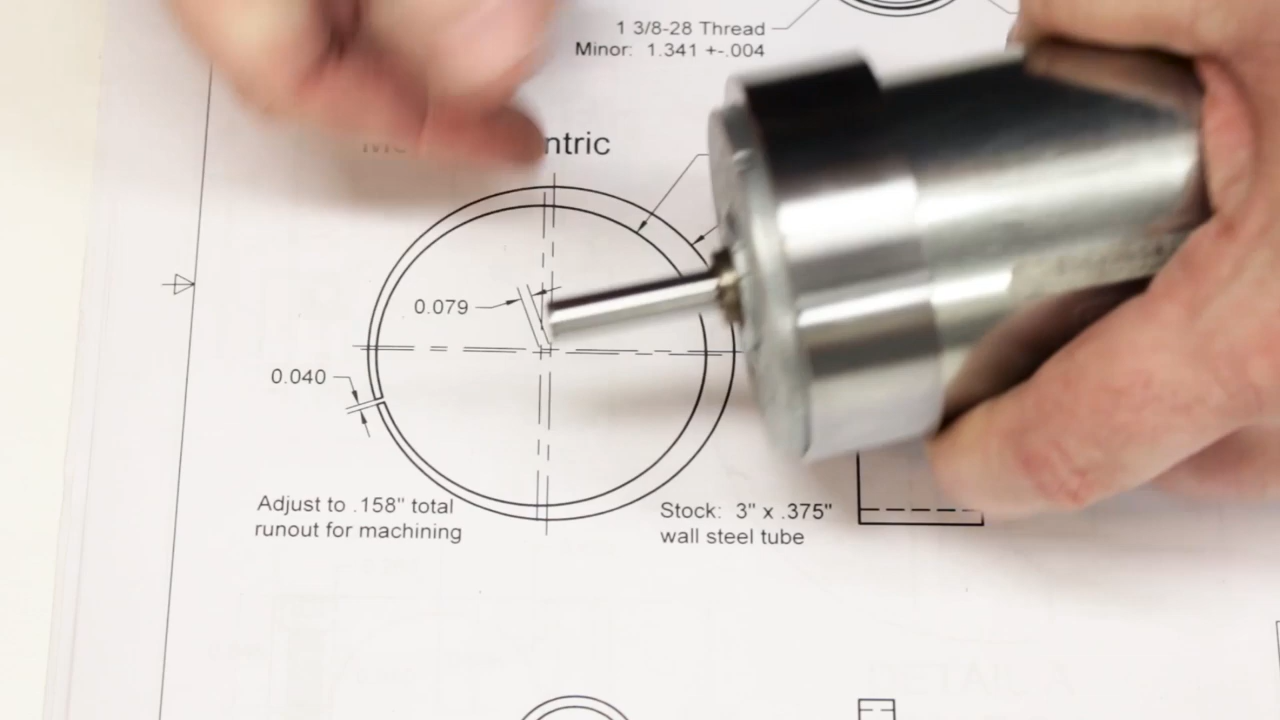 1 3/8-28 Thread
Minor: 1.341 +-.004
ntric
0.079
0.040
Adjust to .158" total
runout for machining
Stock: 3" x .375"
wall steel tube